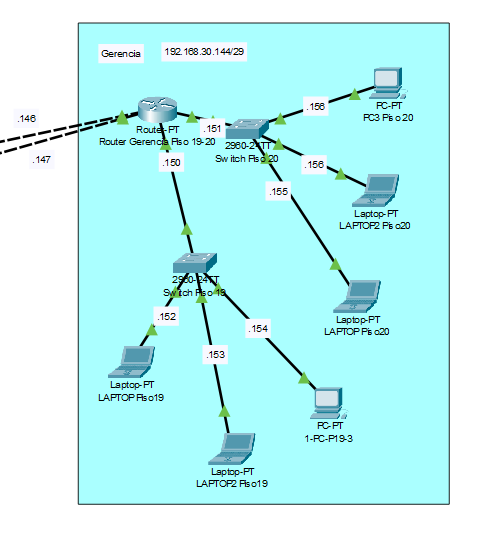 Gerencia
192.168.30.144/29
.146
.147
Router-PT
Router Gerencia Piso 19-20
.151
.150
2960-24TT
Switch Piso 20
.156
PC-PT
PC3 Piso 20
.156
Laptop-PT
LAPTOP2 Piso20
.155
Laptop-PT
LAPTOP Piso20
2960-24TT
Switch Piso 19
.152
Laptop-PT
LAPTOP Piso19
.153
Laptop-PT
LAPTOP2 Piso19
.154
PC-PT
1-PC-P19-3